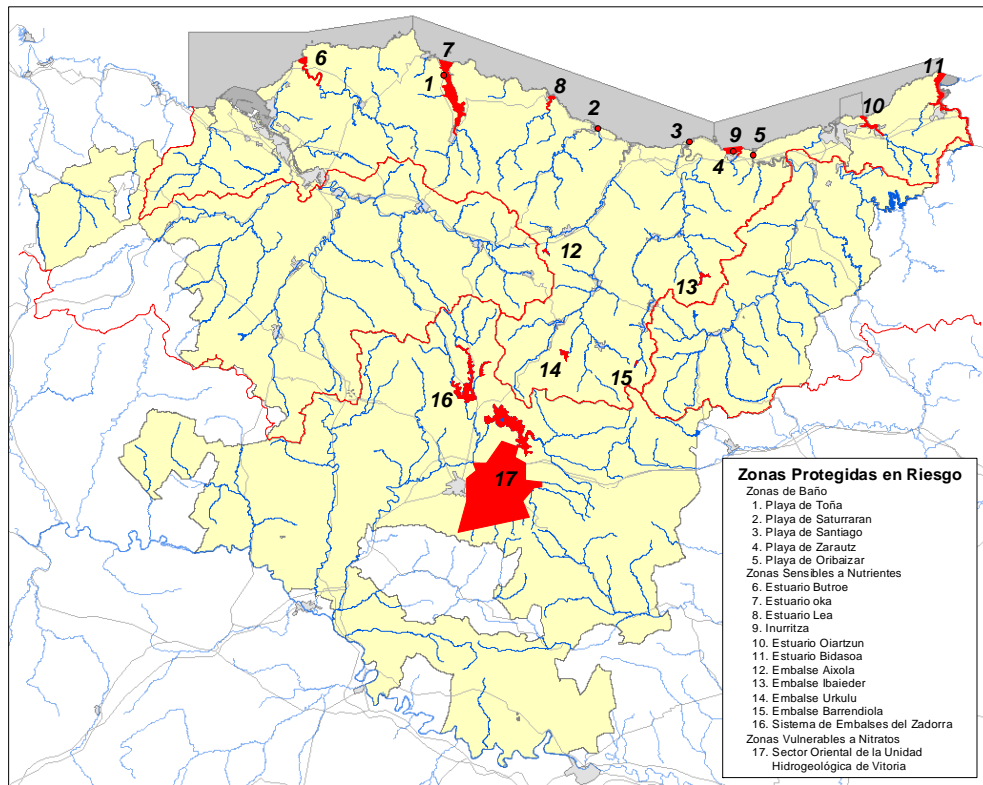 6
7
1
8
2
3
9
4
5
10
11
12
13
14
15
16
17
Zonas Protegidas en Riesgo
Zonas de Baño
1. Playa de Toña
2. Playa de Saturraran
3. Playa de Santiago
4. Playa de Zarautz
5. Playa de Oribaizar
Zonas Sensibles a Nutrientes
6. Estuario Butroe
7. Estuario oka
8. Estuario Lea
9. Inurritza
10. Estuario Oiartzun
11. Estuario Bidasoa
12. Embalse Aixola
13. Embalse Ibaieder
14. Embalse Urkulu
15. Embalse Barrendiola
16. Sistema de Embalses del Zadorra
Zonas Vulnerables a Nitratos
17. Sector Oriental de la Unidad
Hidrogeológica de Vitoria